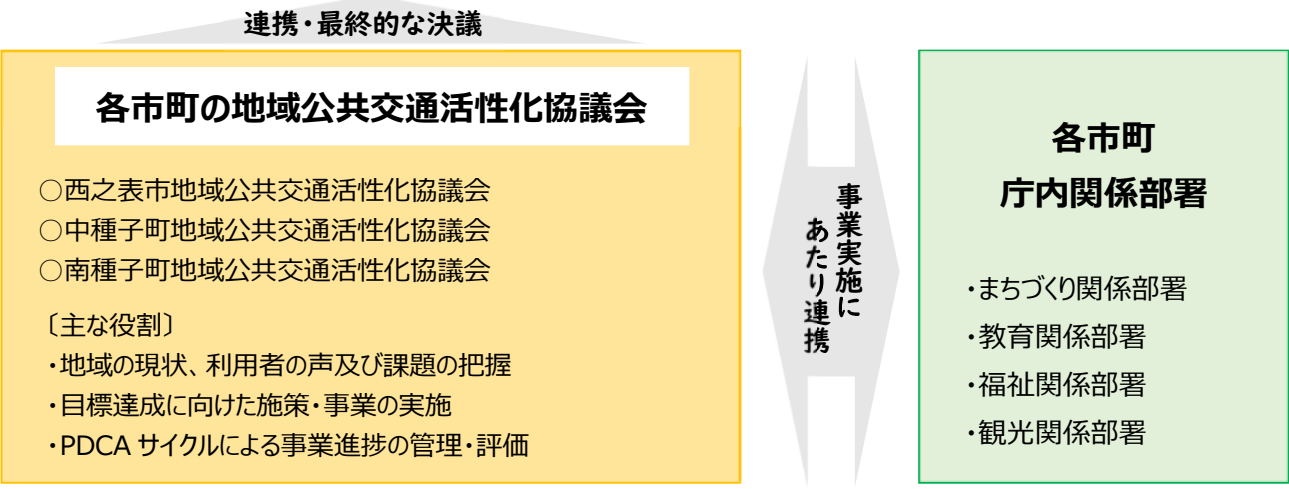 連携・最終的な決議
各市町の地域公共交通活性化協議会
○西之表市地域公共交通活性化協議会
○中種子町地域公共交通活性化協議会
○南種子町地域公共交通活性化協議会
〔主な役割〕
・地域の現状、利用者の声及び課題の把握
・目標達成に向けた施策・事業の実施
・PDCA サイクルによる事業進捗の管理・評価
事業実施に
あたり連携
各市町
庁内関係部署
・まちづくり関係部署
・教育関係部署
・福祉関係部署
・観光関係部署